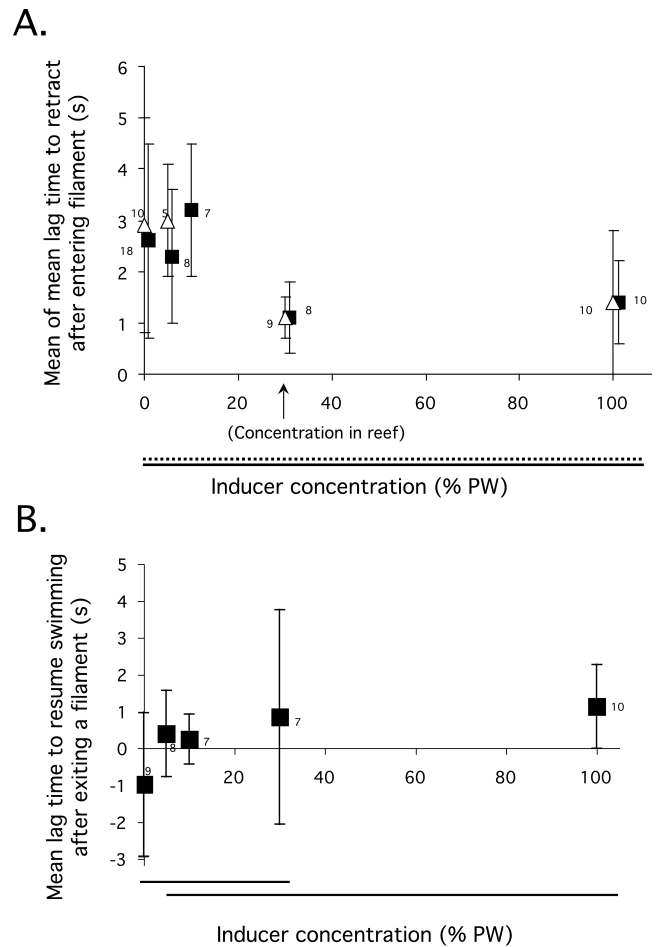 A.
Mean of mean lag time to retract
after entering filament (s)
6
5
4
3
2
1
0
10
18
5
8
7
9
8
10
10
0 20 40 60 80 100
(Concentration in reef)
Inducer concentration (% PW)
B.
Mean lag time to resume swimming
after exiting a filament (s)
5
4
3
2
1
0
-1
-2
-3
9
8
7
7
10
20 40 60 80 100
Inducer concentration (% PW)